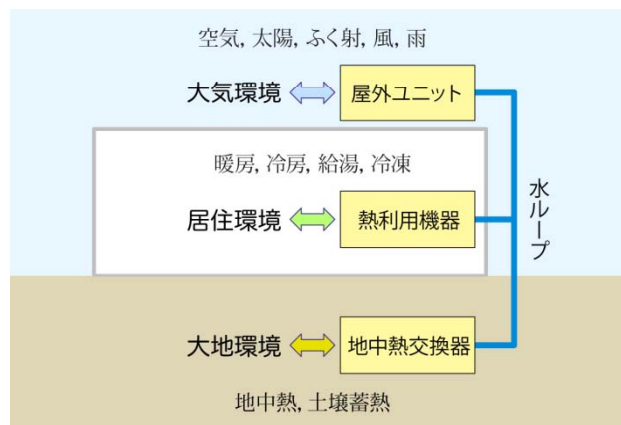 空気, 太陽, ふく射, 風, 雨
大気環境
屋外ユニット
暖房, 冷房, 給湯, 冷凍
居住環境
熱利用機器
水ループ
大地環境
地中熱交換器
地中熱, 土壌蓄熱